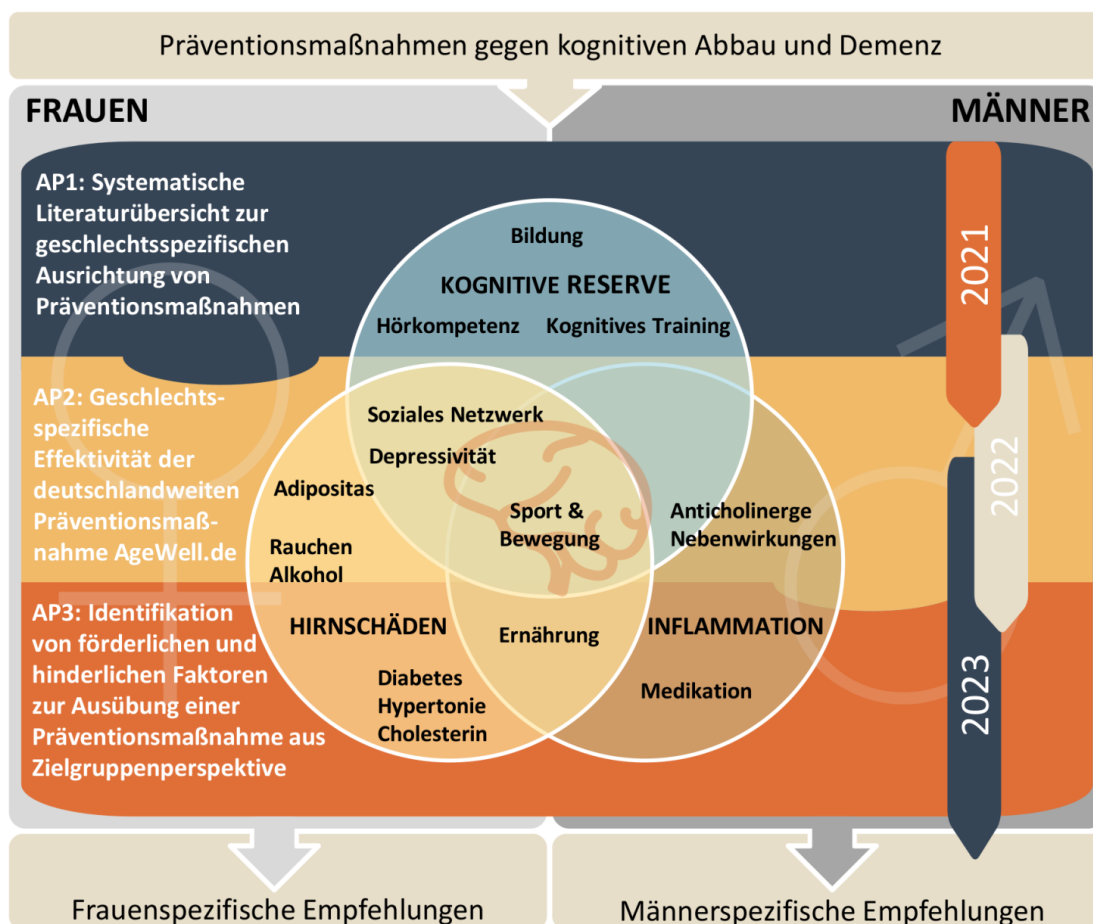 Präventionsmaßnahmen gegen kognitiven Abbau und Demenz
FRAUEN
MÄNNER
AP1: Systematische
Literaturübersicht zur
geschlechtsspezifischen
Ausrichtung von
Präventionsmaßnahmen
AP2: Geschlechts-
spezifische
Effektivität der
deutschlandweiten
Präventionsmaß-
nahme AgeWell.de
AP3: Identifikation
von förderlichen und
hinderlichen Faktoren
zur Ausübung einer
Präventionsmaßnahme aus
Zielgruppenperspektive
Bildung
KOGNITIVE RESERVE
Hörkompetenz
Kognitives Training
Soziales Netzwerk
Depressivität
Adipositas
Rauchen
Alkohol
Sport &
Bewegung
Anticholinerge
Nebenwirkungen
HIRNSCHÄDEN
Ernährung
INFLAMMATION
Diabetes
Hypertonie
Cholesterin
Medikation
2021
2022
2023
Frauenspezifische Empfehlungen
Männerspezifische Empfehlungen